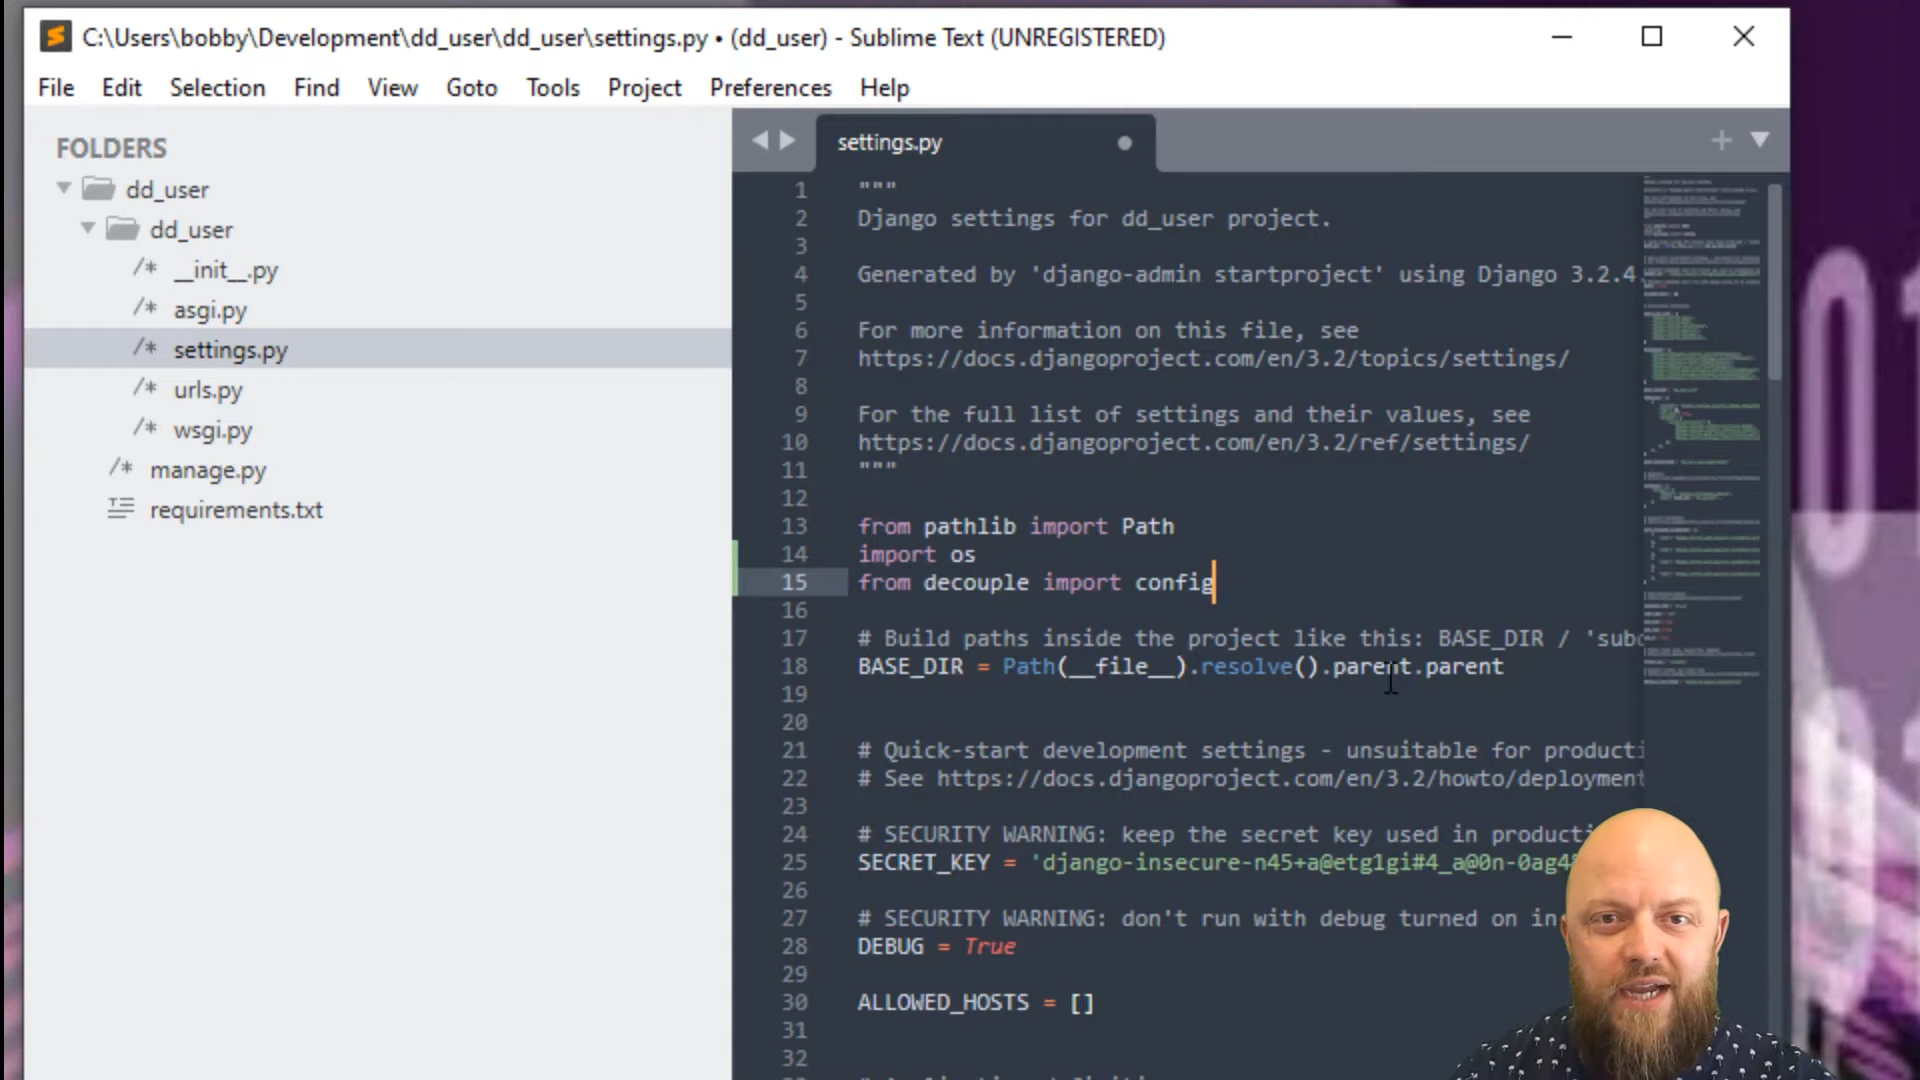 C:\Users\bobby\Development\dd_user\dd_user\settings.py • (dd_user) - Sublime Text (UNREGISTERED)
File Edit Selection Find View Goto Tools Project Preferences Help
FOLDERS
dd_user
dd_user
/* __init__.py
/* asgi.py
/* settings.py
/* urls.py
/* wsgi.py
/* manage.py
requirements.txt
settings.py
1 """
2 Django settings for dd_user project.
3
4 Generated by 'django-admin startproject' using Django 3.2.4
5
6 For more information on this file, see
7 https://docs.djangoproject.com/en/3.2/topics/settings/
8
9 For the full list of settings and their values, see
10 https://docs.djangoproject.com/en/3.2/ref/settings/
11 """
12
13 from pathlib import Path
14 import os
15 from decouple import config
16
17 # Build paths inside the project like this: BASE_DIR / 'sub
18 BASE_DIR = Path(__file__).resolve().parent.parent
19
20
21 # Quick-start development settings - unsuitable for producti
22 # See https://docs.djangoproject.com/en/3.2/howto/deployment
23
24 # SECURITY WARNING: keep the secret key used in producti
25 SECRET_KEY = 'django-insecure-n45+a@etg1gi#4_a@0n-0ag4
26
27 # SECURITY WARNING: don't run with debug turned on in
28 DEBUG = True
29
30 ALLOWED_HOSTS = []
31
32